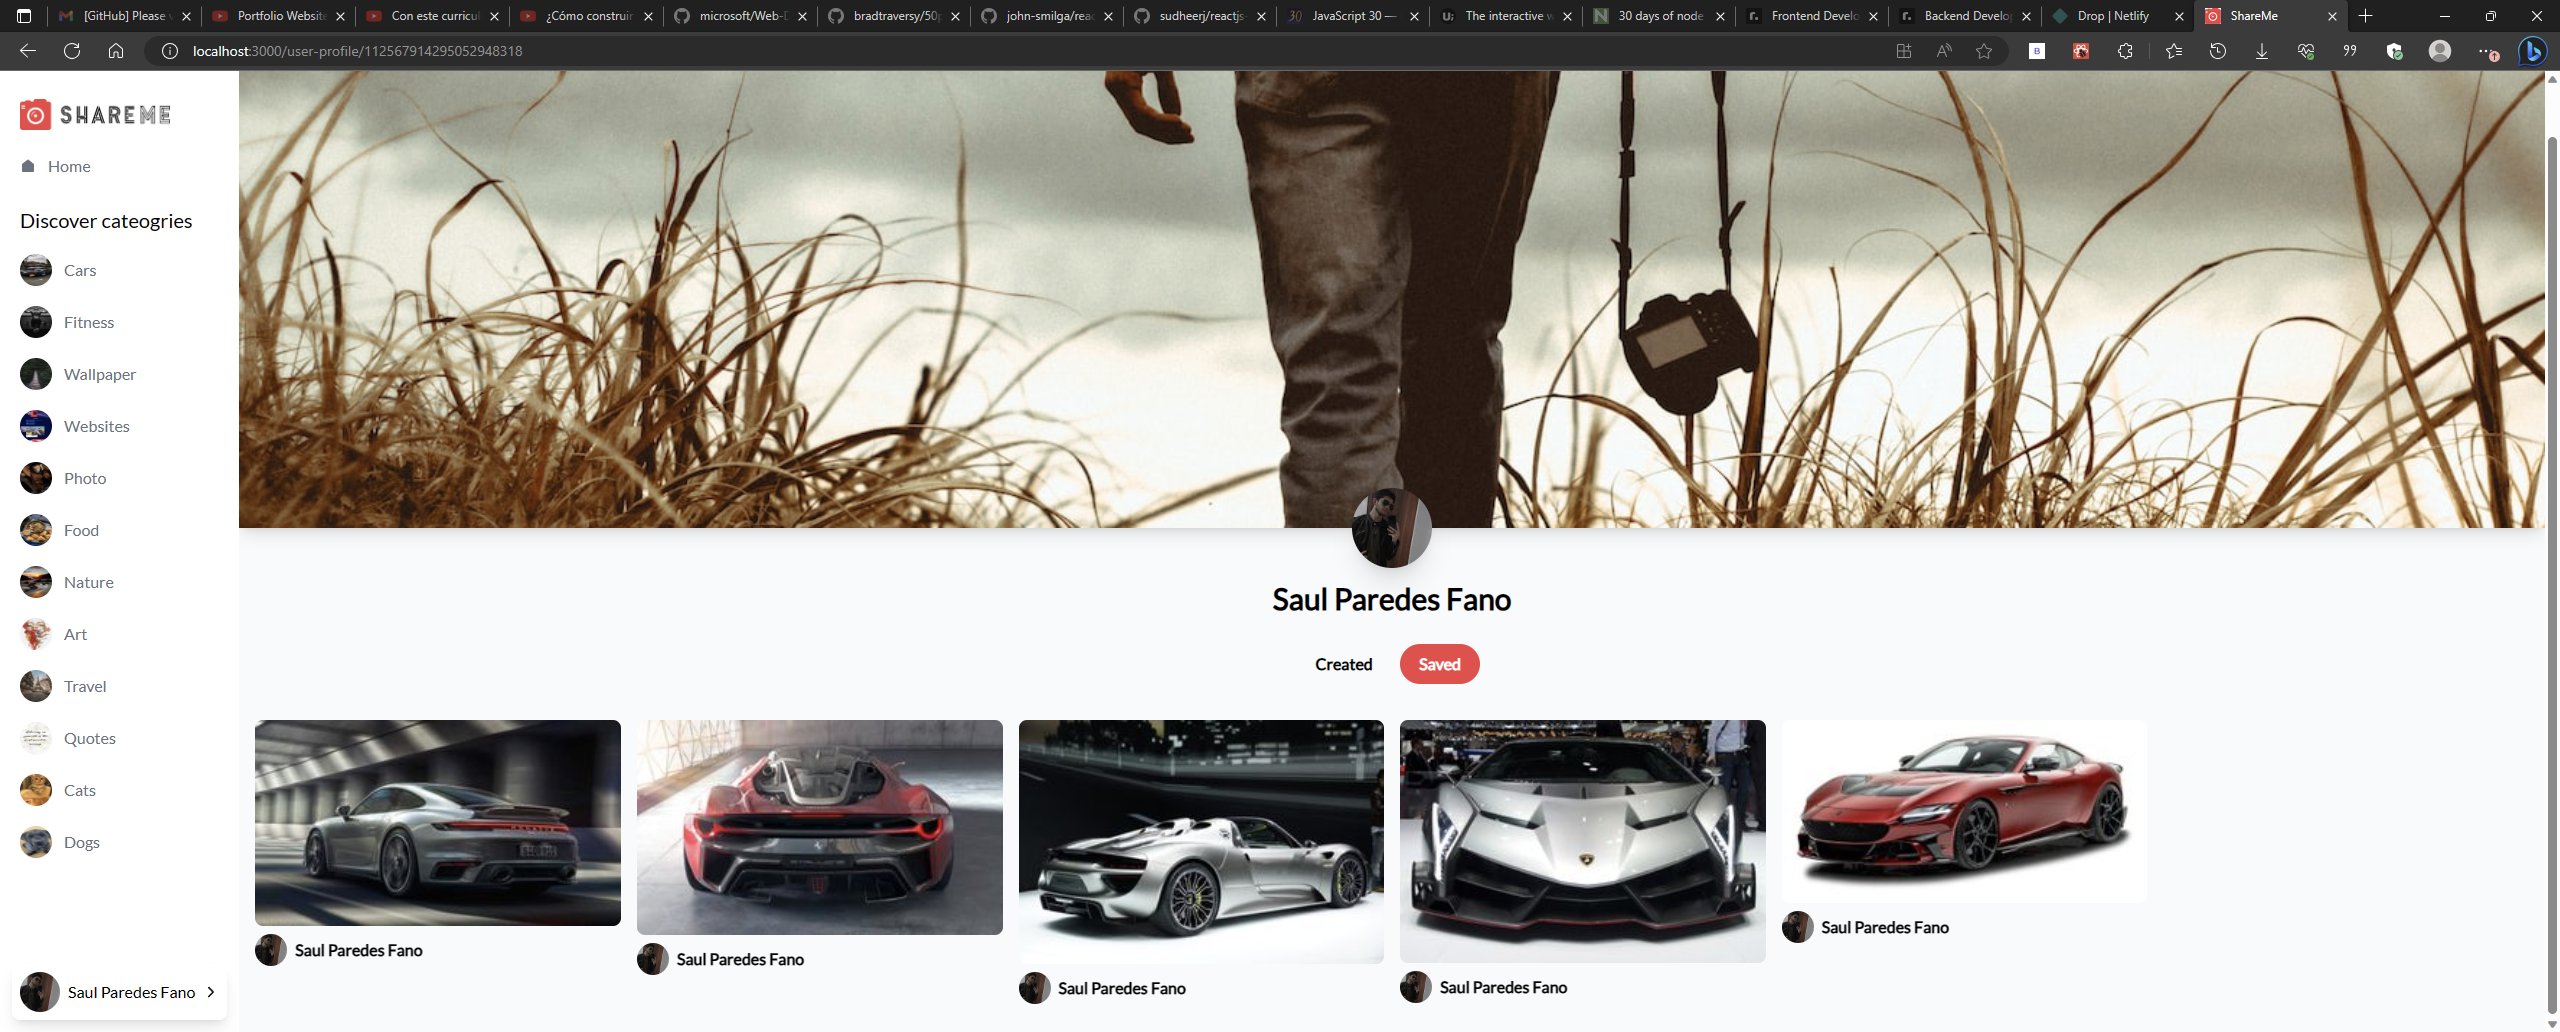 [GitHub] Please
Portfolio Website
Con este curricul
¿Cómo construir
microsoft/Web-D
bradtraversy/50p
john-smilga/reac
sudheerj/reactjs-
JavaScript 30 —
The interactive w
30 days of node
Frontend Develo
Backend Develop
Drop | Netlify
ShareMe
localhost:3000/user-profile/112567914295052948318
SHAREME
Home
Discover cateogries
Cars
Fitness
Wallpaper
Websites
Photo
Food
Nature
Art
Travel
Quotes
Cats
Dogs
Saul Paredes Fano
Saul Paredes Fano
Created
Saved
Saul Paredes Fano
Saul Paredes Fano
Saul Paredes Fano
Saul Paredes Fano
Saul Paredes Fano